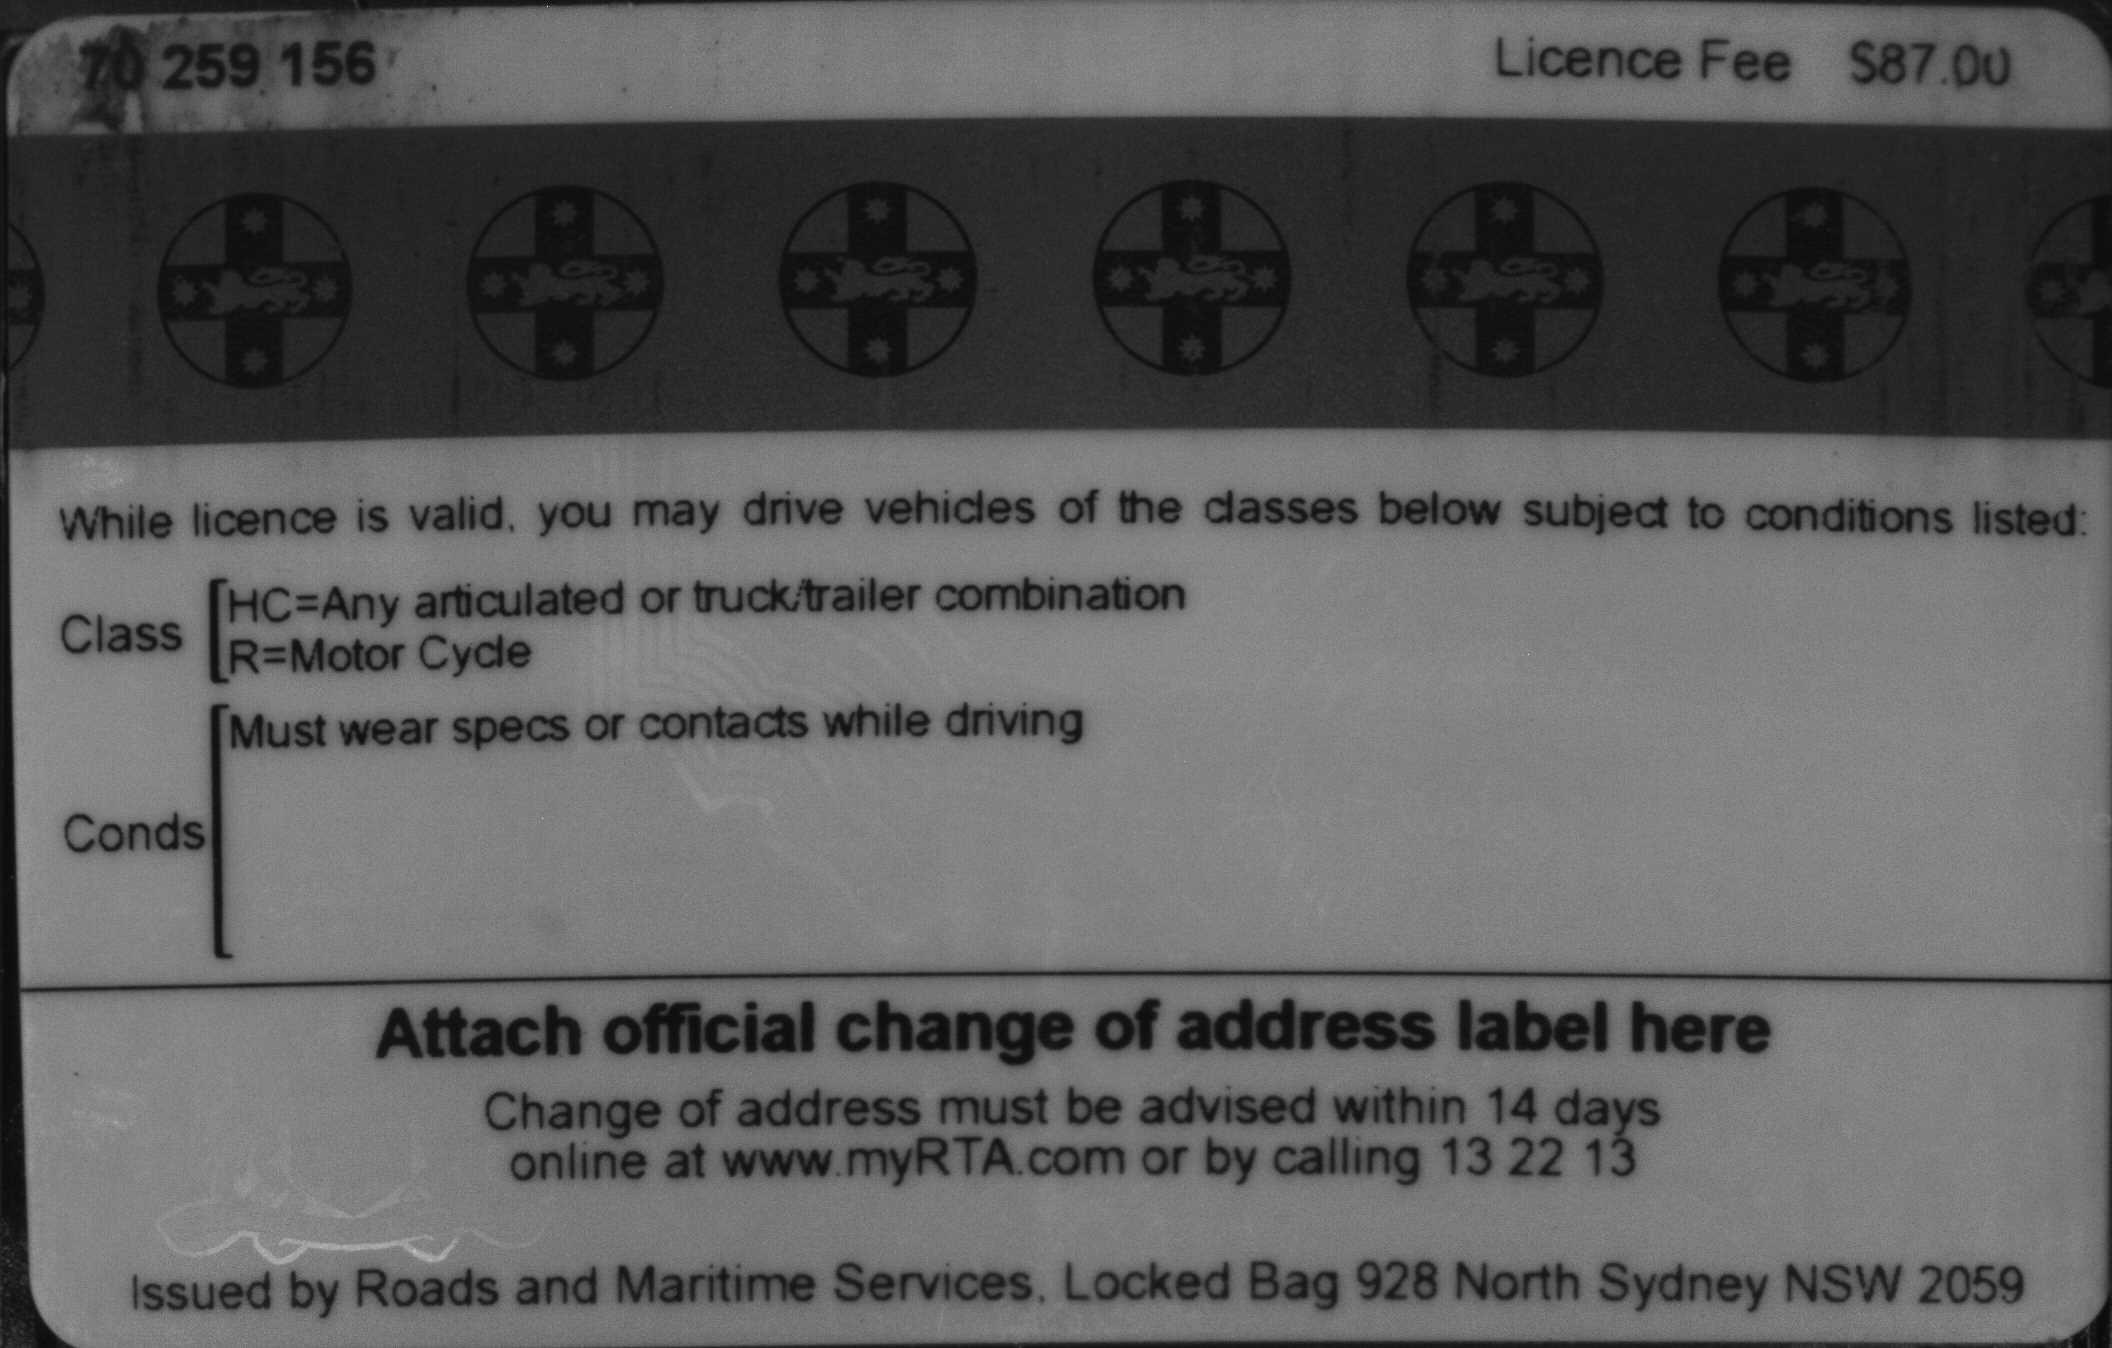 70 259 156
Licence Fee $87.00
While licence is valid, you may drive vehicles of the classes below subject to conditions listed:
Class
HC=Any articulated or truck/trailer combination
R=Motor Cycle
Conds
Must wear specs or contacts while driving
Attach official change of address label here
Change of address must be advised within 14 days
online at www.myRTA.com or by calling 13 22 13
Issued by Roads and Maritime Services, Locked Bag 928 North Sydney NSW 2059